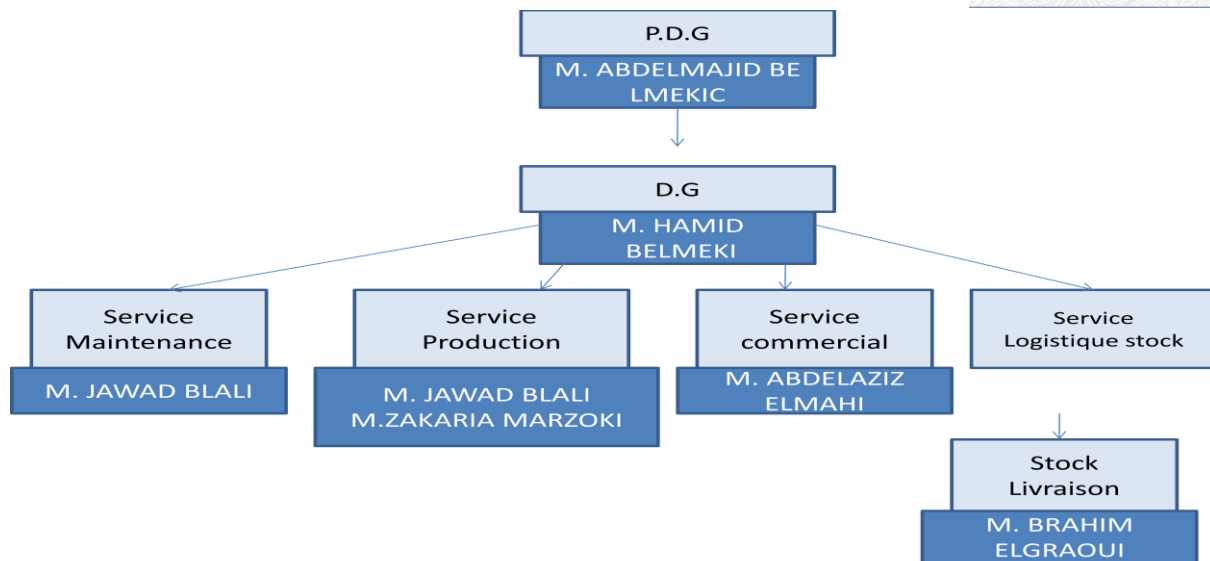 P.D.G
M. ABDELMAJID BE
LMEKIC
D.G
M. HAMID
BELMEKI
Service
Maintenance
M. JAWAD BLALI
Service
Production
M. JAWAD BLALI
M.ZAKARIA MARZOKI
Service
commercial
M. ABDELAZIZ
ELMAHI
Service
Logistique stock
Stock
Livraison
M. BRAHIM
ELGRAOUI